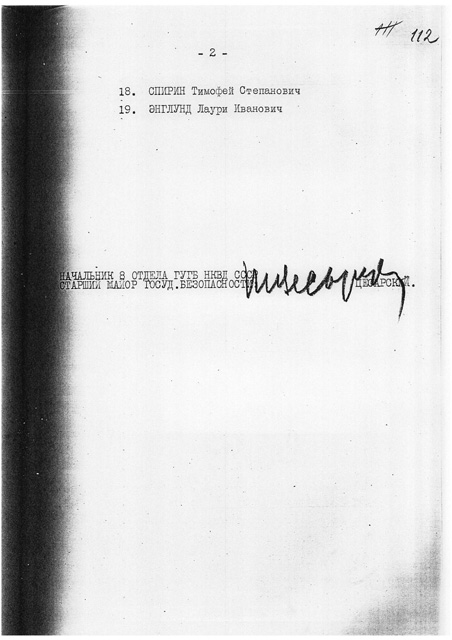 112
- 2 -
18. СПИРИН Тимофей Степанович
19. ЭНГЛУНД Лаури Иванович
НАЧАЛЬНИК 8 ОТДЕЛА ГУГБ НКВД СССР
СТАРШИЙ МАЙОР ГОСУД.БЕЗОПАСНОСТИ ЦЕСАРСКИЙ.